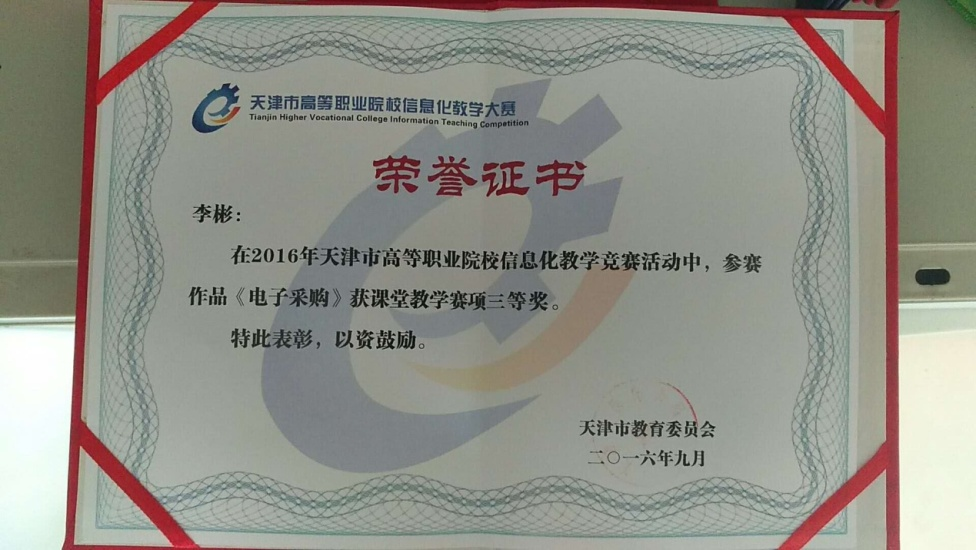 天津市高等职业院校信息化教学大赛
Tianjin Higher Vocational College Information Teaching Competition
荣誉证书
李彬：
在2016年天津市高等职业院校信息化教学竞赛活动中，参赛
作品《电子采购》获课堂教学赛项三等奖。
特此表彰，以资鼓励。
天津市教育委员会
二〇一六年九月